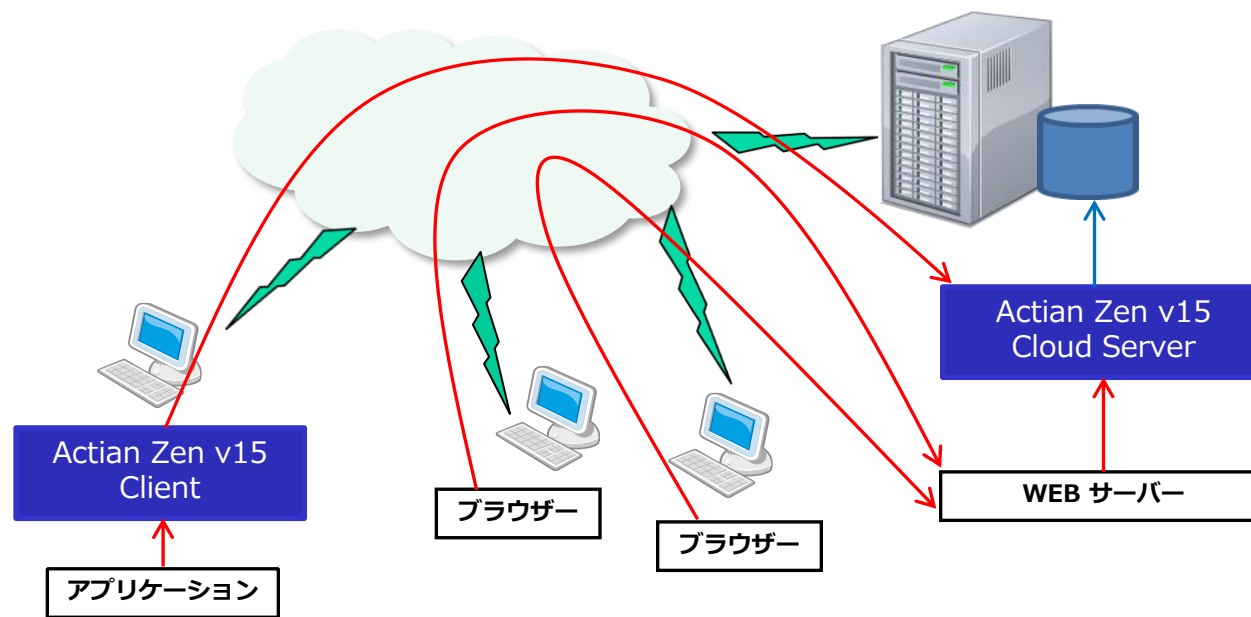 Actian Zen v15
Cloud Server
Actian Zen v15
Client
ブラウザー
WEB サーバー
ブラウザー
アプリケーション